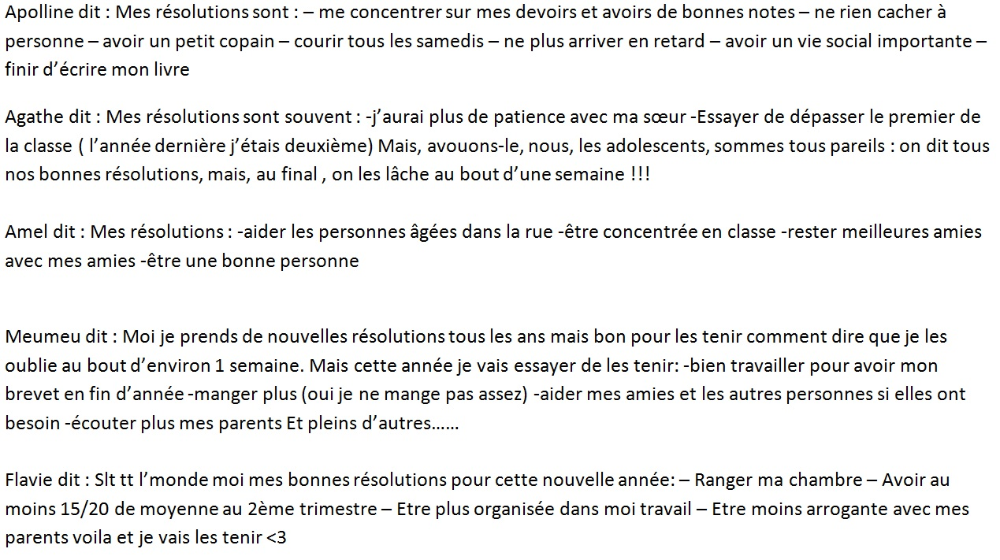 Apolline dit : Mes résolutions sont : – me concentrer sur mes devoirs et avoirs de bonnes notes – ne rien cacher à
personne – avoir un petit copain – courir tous les samedis – ne plus arriver en retard – avoir un vie social importante –
finir d’écrire mon livre
Agathe dit : Mes résolutions sont souvent : -j’aurai plus de patience avec ma sœur -Essayer de dépasser le premier de
la classe ( l’année dernière j’étais deuxième) Mais, avouons-le, nous, les adolescents, sommes tous pareils : on dit tous
nos bonnes résolutions, mais, au final , on les lâche au bout d’une semaine !!!
Amel dit : Mes résolutions : -aider les personnes âgées dans la rue -être concentrée en classe -rester meilleures amies
avec mes amies -être une bonne personne
Meumeu dit : Moi je prends de nouvelles résolutions tous les ans mais bon pour les tenir comment dire que je les
oublie au bout d’environ 1 semaine. Mais cette année je vais essayer de les tenir: -bien travailler pour avoir mon
brevet en fin d’année -manger plus (oui je ne mange pas assez) -aider mes amies et les autres personnes si elles ont
besoin -écouter plus mes parents Et pleins d’autres……
Flavie dit : Slt tt l’monde moi mes bonnes résolutions pour cette nouvelle année: – Ranger ma chambre – Avoir au
moins 15/20 de moyenne au 2ème trimestre – Etre plus organisée dans moi travail – Etre moins arrogante avec mes
parents voila et je vais les tenir <3